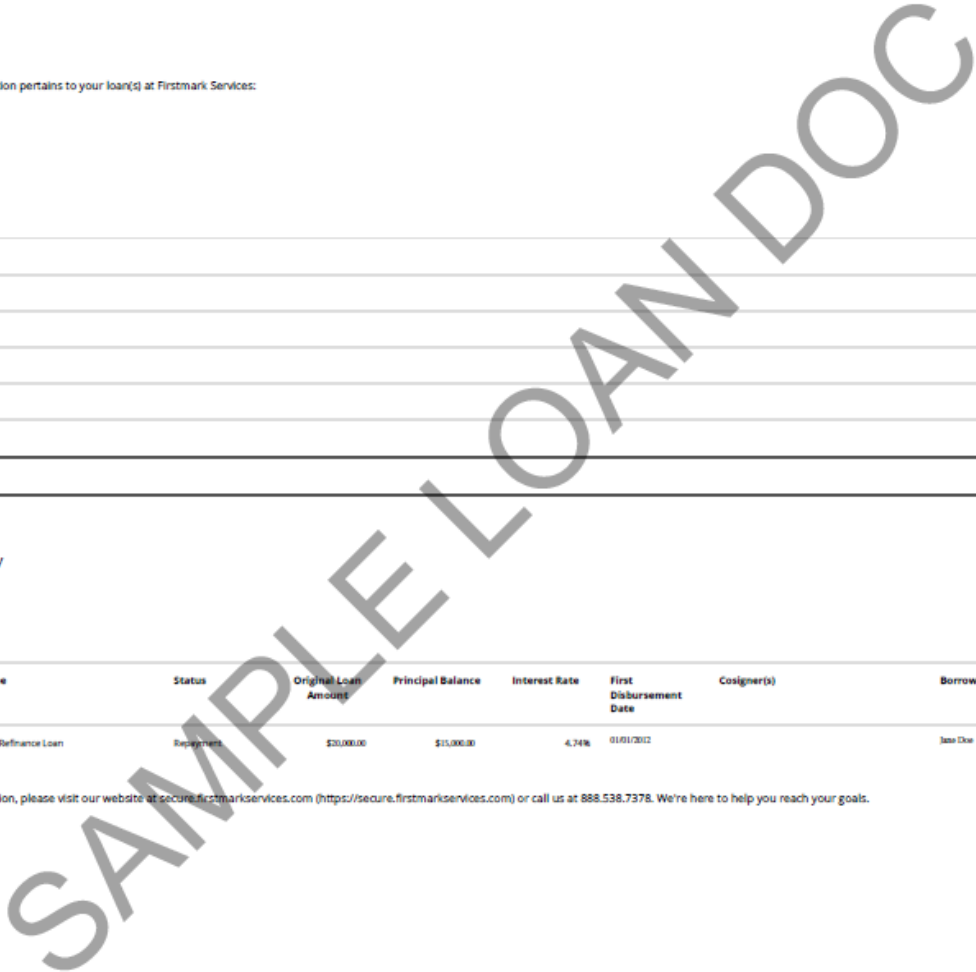 ion pertains to your loan(s) at Firstmark Services:
SAMPLE LOAN DOC
y
e Status Original Loan Amount Principal Balance Interest Rate First Disbursement Date Cosigner(s) Borrow
Refinance Loan Repayment $20,000.00 $15,000.00 4.74% 01/01/2012 Jane Doe
ion, please visit our website at secure.firstmarkservices.com (https://secure.firstmarkservices.com) or call us at 888.538.7378. We're here to help you reach your goals.